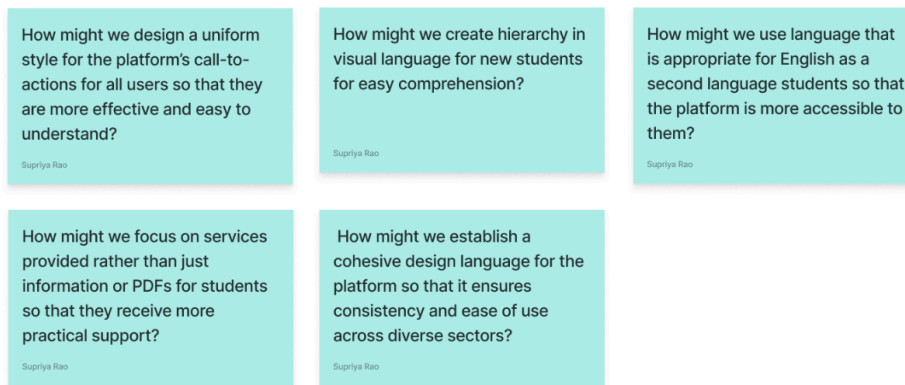 How might we design a uniform
style for the platform's call-to-
actions for all users so that they
are more effective and easy to
understand?
Supriya Rao
How might we create hierarchy in
visual language for new students
for easy comprehension?
Supriya Rao
How might we use language that
is appropriate for English as a
second language students so that
the platform is more accessible to
them?
Supriya Rao
How might we focus on services
provided rather than just
information or PDFs for students
so that they receive more
practical support?
Supriya Rao
How might we establish a
cohesive design language for the
platform so that it ensures
consistency and ease of use
across diverse sectors?
Supriya Rao